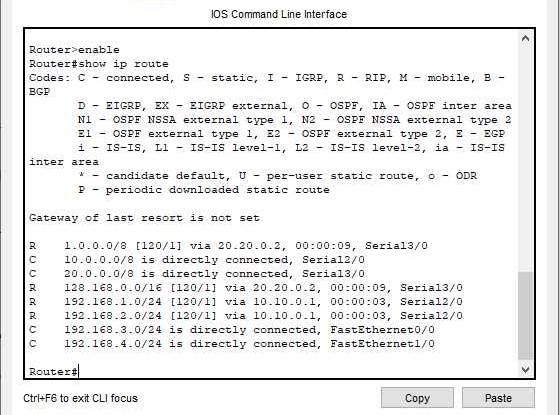 IOS Command Line Interface
Router>enable
Router#show ip route
Codes: C - connected, S - static, I - IGRP, R - RIP, M - mobile, B -
BGP
D - EIGRP, EX - EIGRP external, O - OSPF, IA - OSPF inter area
N1 - OSPF NSSA external type 1, N2 - OSPF NSSA external type 2
E1 - OSPF external type 1, E2 - OSPF external type 2, E - EGP
i - IS-IS, L1 - IS-IS level-1, L2 - IS-IS level-2, ia - IS-IS
inter area
* - candidate default, U - per-user static route, o - ODR
P - periodic downloaded static route
Gateway of last resort is not set
R 1.0.0.0/8 [120/1] via 20.20.0.2, 00:00:09, Serial3/0
C 10.0.0.0/8 is directly connected, Serial2/0
C 20.0.0.0/8 is directly connected, Serial3/0
R 128.168.0.0/16 [120/1] via 20.20.0.2, 00:00:09, Serial3/0
R 192.168.1.0/24 [120/1] via 10.10.0.1, 00:00:03, Serial2/0
R 192.168.2.0/24 [120/1] via 10.10.0.1, 00:00:03, Serial2/0
C 192.168.3.0/24 is directly connected, FastEthernet0/0
C 192.168.4.0/24 is directly connected, FastEthernet1/0
Router#
Ctrl+F6 to exit CLI focus
Copy
Paste